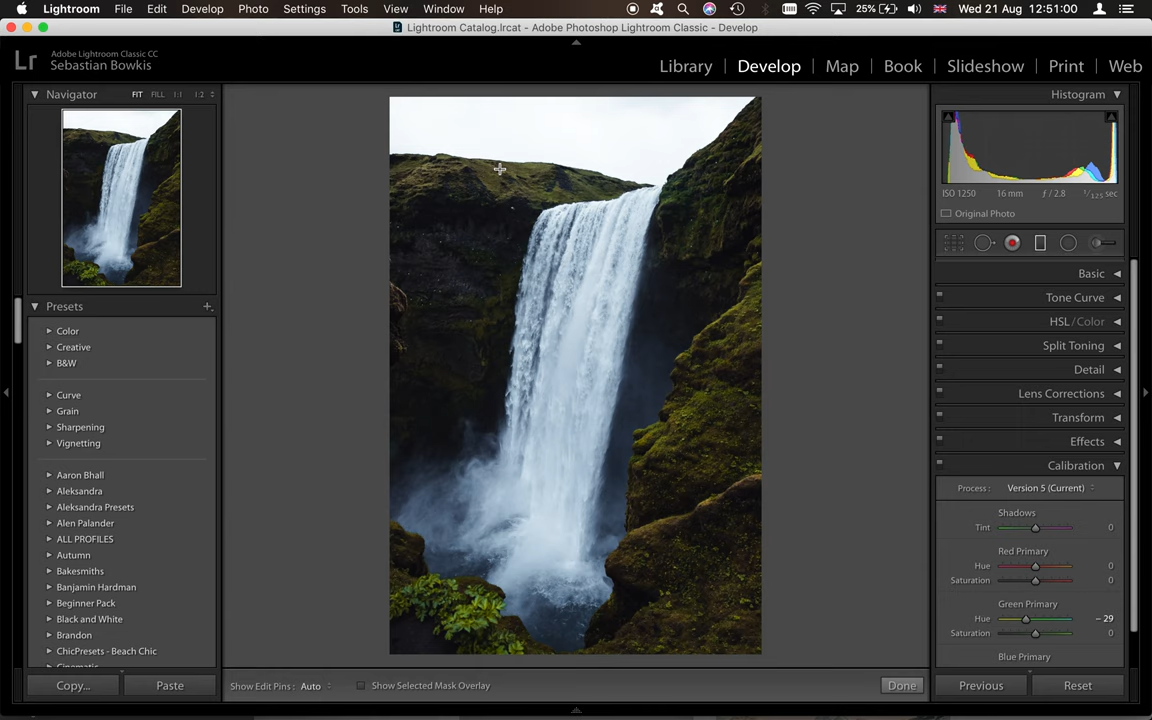 Lightroom File Edit Develop Photo Settings Tools View Window Help 25% Wed 21 Aug 12:51:00
Lightroom Catalog.lrcat - Adobe Photoshop Lightroom Classic - Develop
Lr Adobe Lightroom Classic CC
Sebastian Bowkis
Library Develop Map Book Slideshow Print Web
Navigator FIT FILL 1:1 1:2
Presets +
Color
Creative
B&W
Curve
Grain
Sharpening
Vignetting
Aaron Bhall
Aleksandra
Aleksandra Presets
Alen Palander
ALL PROFILES
Autumn
Bakesmiths
Banjamin Hardman
Beginner Pack
Black and White
Brandon
ChicPresets - Beach Chic
Cinematic
Copy... Paste
Show Edit Pins : Auto Show Selected Mask Overlay Done
Histogram
ISO 1250 16 mm ƒ / 2.8 1/125 sec
Original Photo
Basic
Tone Curve
HSL / Color
Split Toning
Detail
Lens Corrections
Transform
Effects
Calibration
Process : Version 5 (Current)
Shadows
Tint 0
Red Primary
Hue 0
Saturation 0
Green Primary
Hue – 29
Saturation 0
Blue Primary
Previous Reset